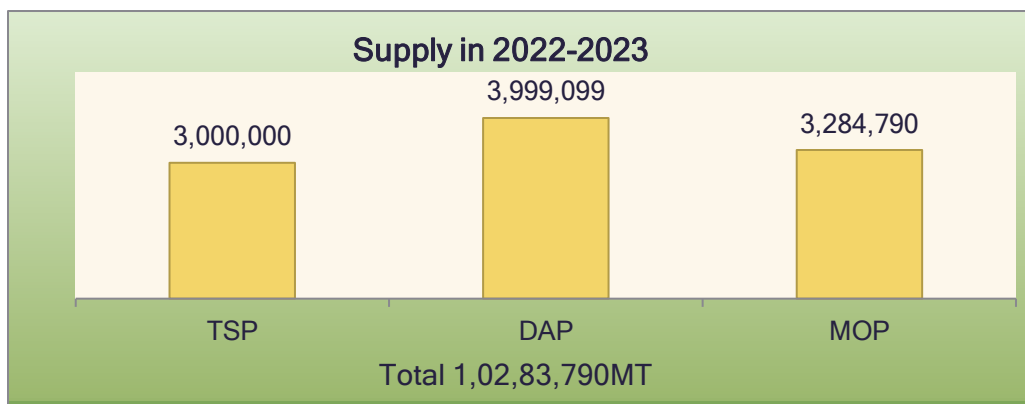 Supply in 2022-2023
3,999,099
3,000,000
3,284,790
TSP
DAP
MOP
Total 1,02,83,790MT